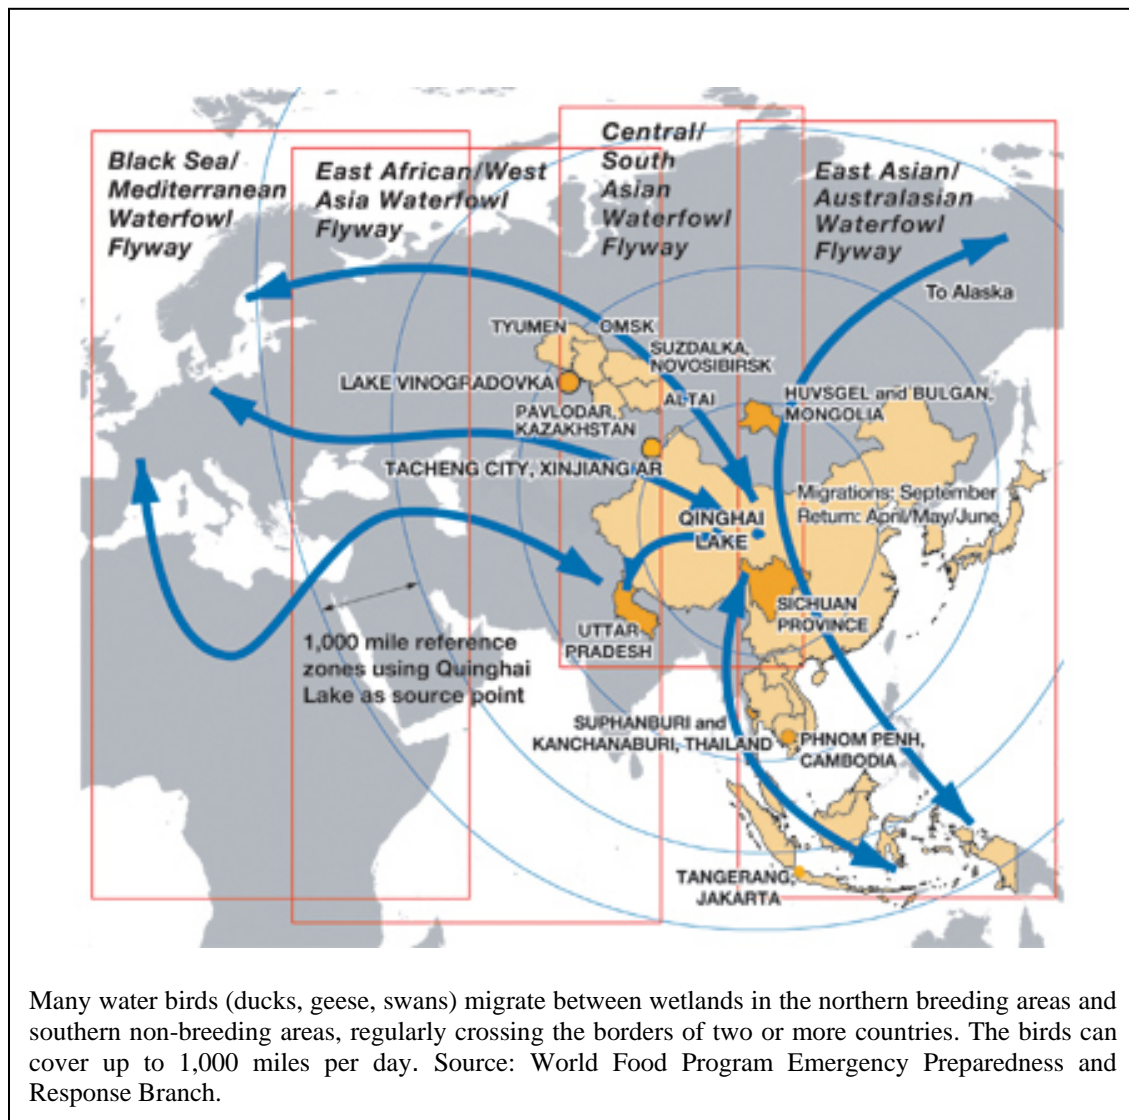 Black Sea/
Mediterranean
Waterfowl
Flyway
East African/West
Asia Waterfowl
Flyway
Central/
South
Asian
Waterfowl
Flyway
East Asian/
Australasian
Waterfowl
Flyway
To Alaska
TYUMEN
OMSK
SUZDALKA,
NOVOSIBIRSK
LAKE VINOGRADOVKA
ALTAI
HUVSGEL and BULGAN,
MONGOLIA
PAVLODAR,
KAZAKHSTAN
TACHENG CITY, XINJIANG AR
Migrations: September
Return: April/May/June
QINGHAI
LAKE
SICHUAN
PROVINCE
UTTAR
PRADESH
1,000 mile reference
zones using Quinghai
Lake as source point
SUPHANBURI and
KANCHANABURI, THAILAND
PHNOM PENH,
CAMBODIA
TANGERANG,
JAKARTA
Many water birds (ducks, geese, swans) migrate between wetlands in the northern breeding areas and
southern non-breeding areas, regularly crossing the borders of two or more countries. The birds can
cover up to 1,000 miles per day. Source: World Food Program Emergency Preparedness and
Response Branch.